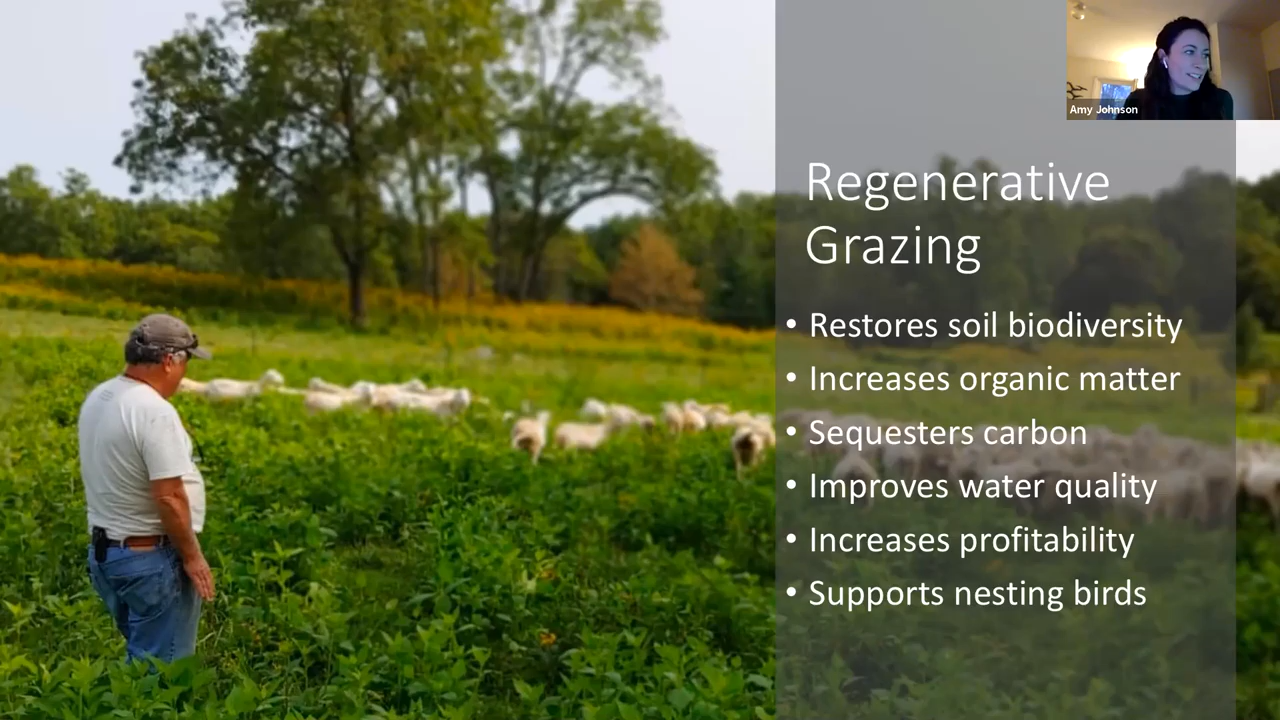 Amy Johnson
Regenerative
Grazing
• Restores soil biodiversity
• Increases organic matter
• Sequesters carbon
• Improves water quality
• Increases profitability
• Supports nesting birds